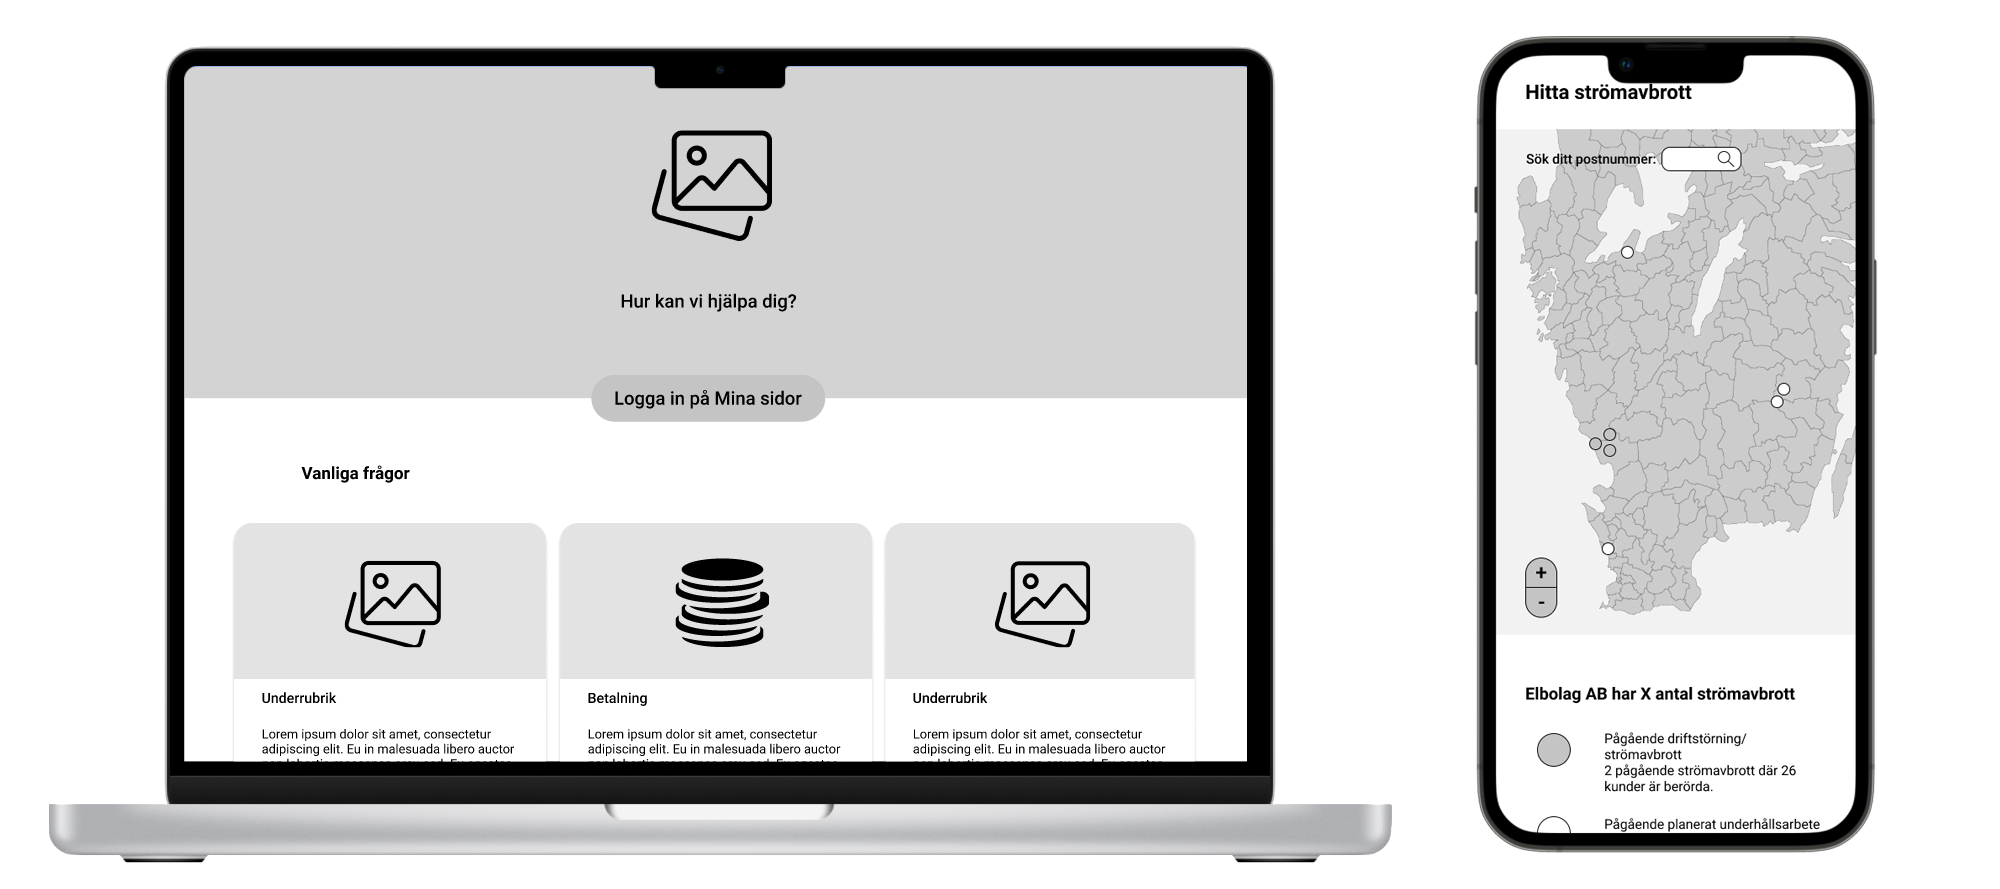 Hur kan vi hjälpa dig?
Logga in på Mina sidor
Vanliga frågor
Underrubrik
Lorem ipsum dolor sit amet, consectetur
adipiscing elit. Eu in malesuada libero auctor
Betalning
Lorem ipsum dolor sit amet, consectetur
adipiscing elit. Eu in malesuada libero auctor
Underrubrik
Lorem ipsum dolor sit amet, consectetur
adipiscing elit. Eu in malesuada libero auctor
Hitta strömavbrott
Sök ditt postnummer:
+
-
Elbolag AB har X antal strömavbrott
Pågående driftstörning/
strömavbrott
2 pågående strömavbrott där 26
kunder är berörda.
Pågående planerat underhållsarbete